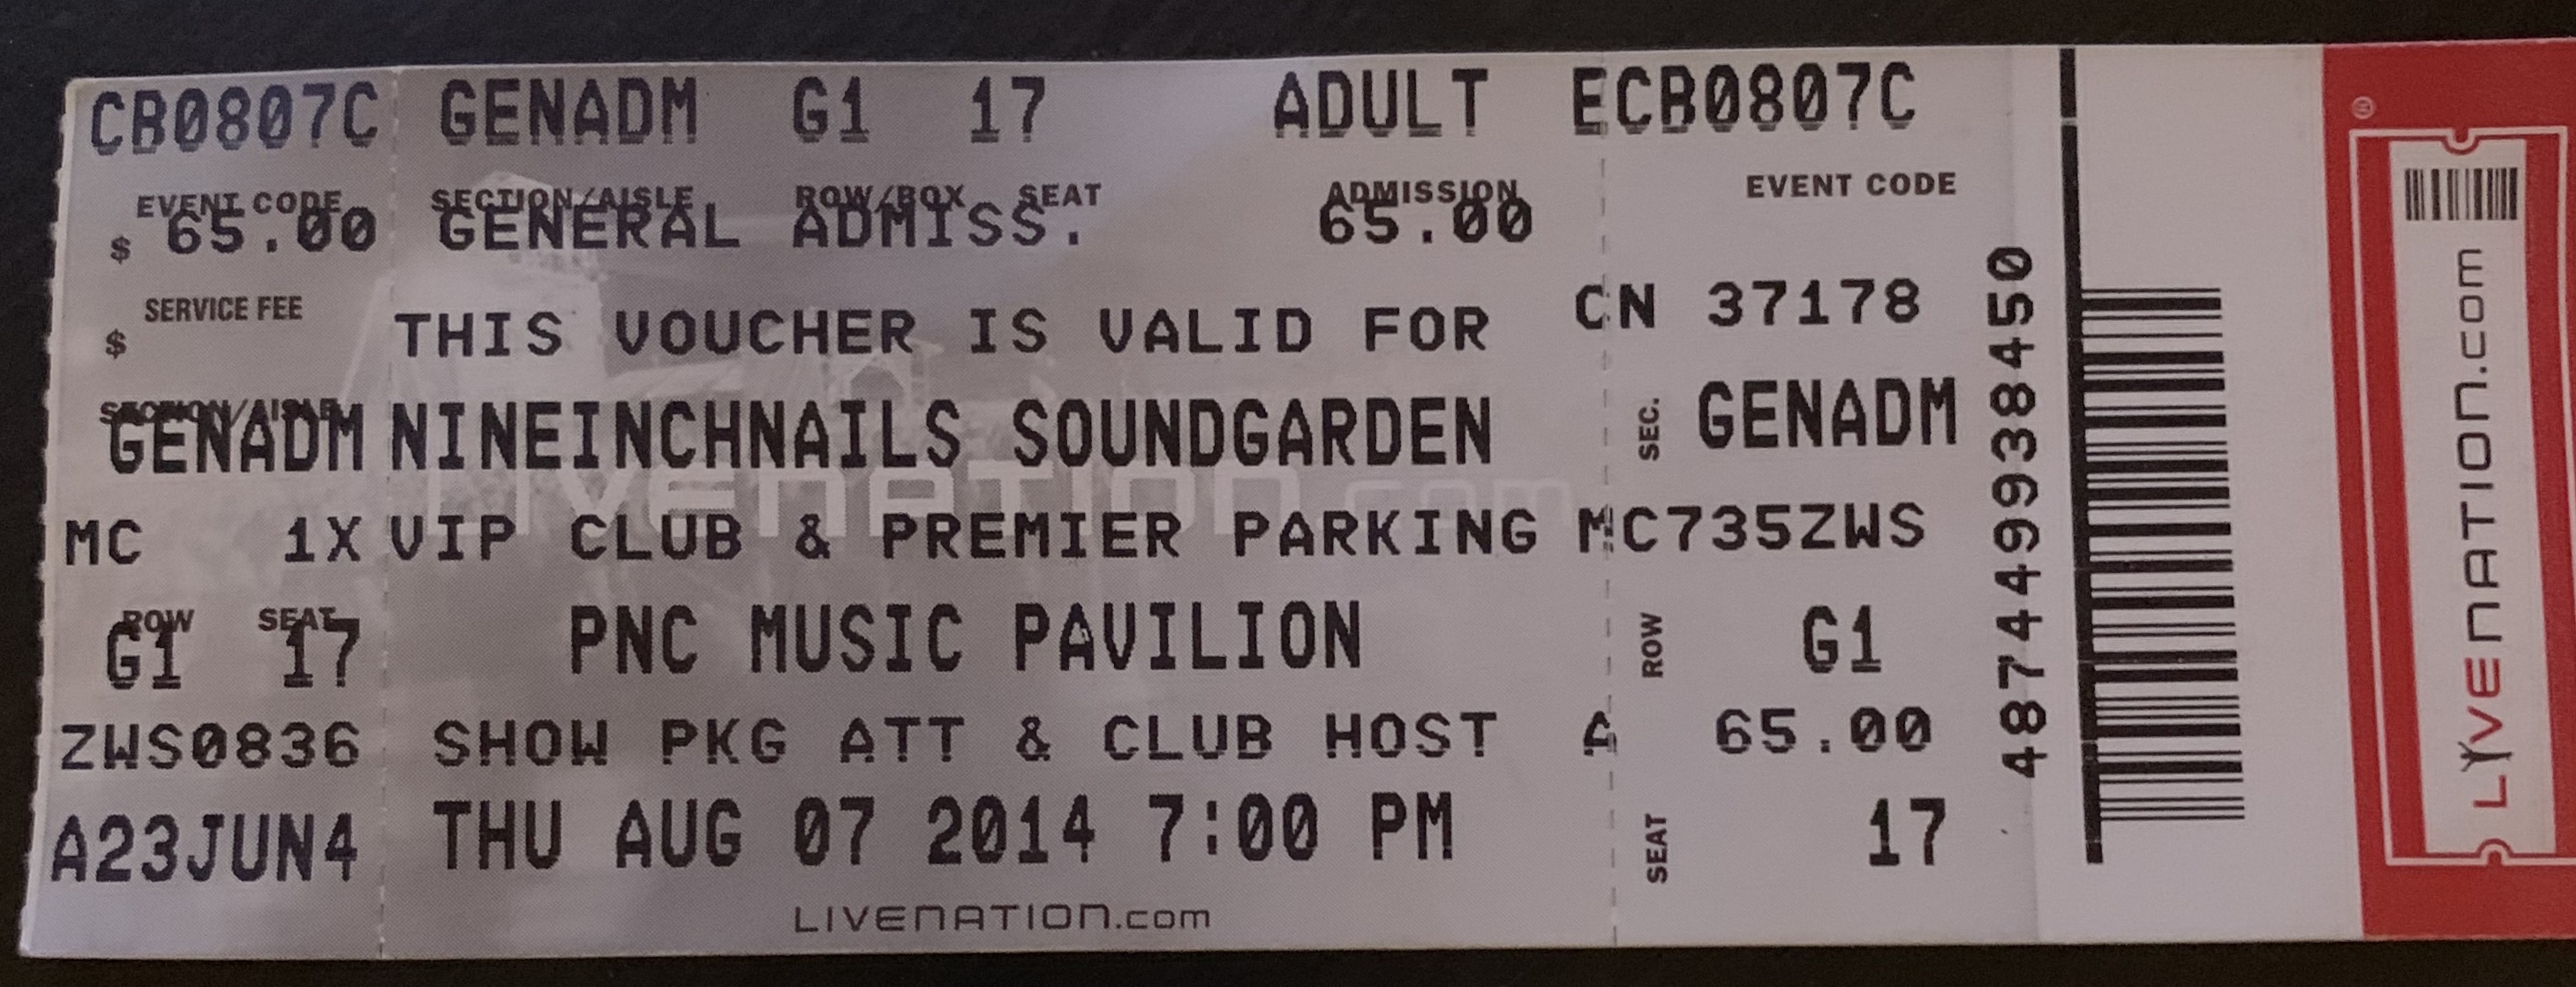 CB0807C GENADM G1 17 ADULT ECB0807C
EVENT CODE SECTION/AISLE ROW/BOX SEAT ADMISSION EVENT CODE
$ 65.00 GENERAL ADMISS. 65.00
SERVICE FEE
$
THIS VOUCHER IS VALID FOR CN 37178
SECTION/AISLE
GENADM NINEINCHNAILS SOUNDGARDEN SEC. GENADM
LIVENATION.com
MC 1X VIP CLUB & PREMIER PARKING MC735ZWS
ROW SEAT
G1 17 PNC MUSIC PAVILION ROW G1
ZWS0836 SHOW PKG ATT & CLUB HOST A 65.00
A23JUN4 THU AUG 07 2014 7:00 PM SEAT 17
LIVENATION.com
4874499938450
LIVENATION.com
®